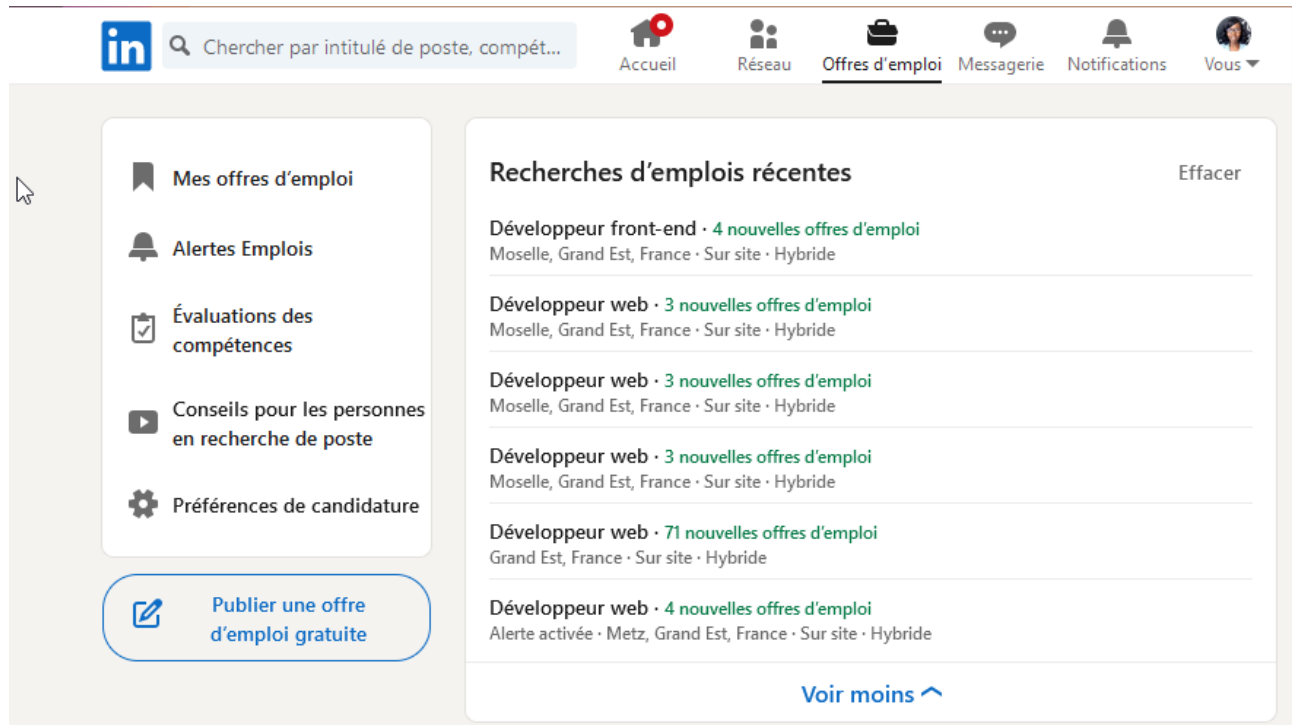 in
Chercher par intitulé de poste, compét...
Accueil
Réseau
Offres d'emploi
Messagerie
Notifications
Vous
Mes offres d'emploi
Alertes Emplois
Évaluations des
compétences
Conseils pour les personnes
en recherche de poste
Préférences de candidature
Publier une offre
d'emploi gratuite
Recherches d'emplois récentes
Effacer
Développeur front-end · 4 nouvelles offres d'emploi
Moselle, Grand Est, France · Sur site · Hybride
Développeur web · 3 nouvelles offres d'emploi
Moselle, Grand Est, France · Sur site · Hybride
Développeur web · 3 nouvelles offres d'emploi
Moselle, Grand Est, France · Sur site · Hybride
Développeur web · 3 nouvelles offres d'emploi
Moselle, Grand Est, France · Sur site · Hybride
Développeur web · 71 nouvelles offres d'emploi
Grand Est, France · Sur site · Hybride
Développeur web · 4 nouvelles offres d'emploi
Alerte activée · Metz, Grand Est, France · Sur site · Hybride
Voir moins